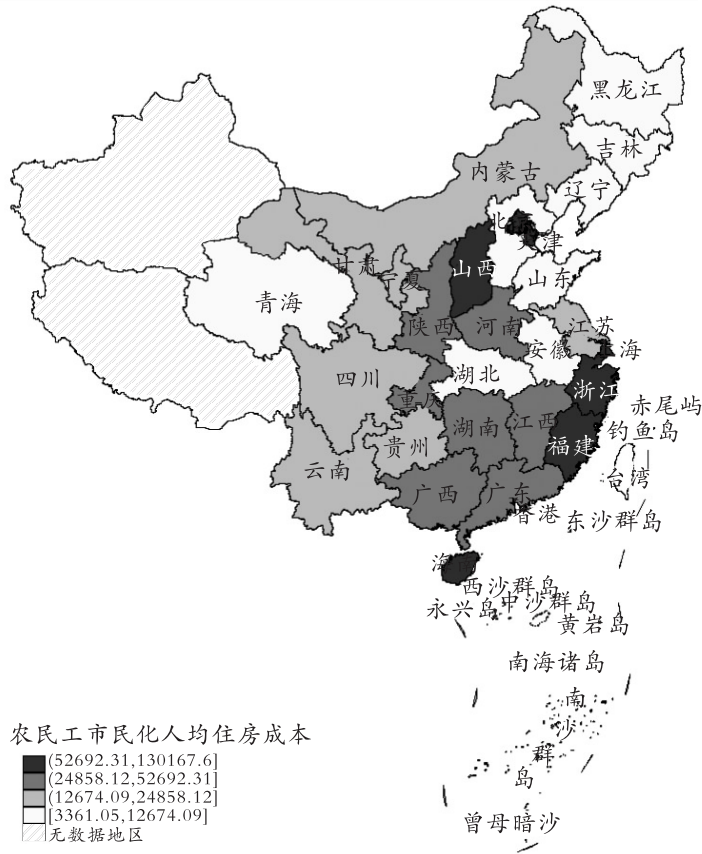 黑龙江
吉林
辽宁
内蒙古
北京
天津
山西
山东
甘肃
宁夏
青海
陕西
河南
江苏
安徽
上海
四川
湖北
重庆
浙江
赤尾屿
钓鱼岛
湖南
江西
福建
贵州
云南
台湾
广西
广东
香港
东沙群岛
海南
西沙群岛
永兴岛
中沙群岛
黄岩岛
南海诸岛
南
沙
群
岛
曾母暗沙
农民工市民化人均住房成本
(52692.31,130167.6]
(24858.12,52692.31]
(12674.09,24858.12]
[3361.05,12674.09]
无数据地区